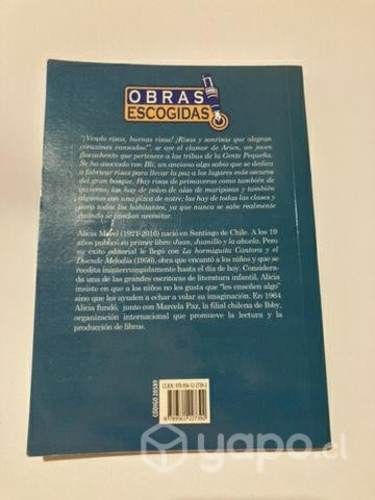 OBRAS
ESCOGIDAS
"¡Vendo risas, buenas risas! ¡Risas y sonrisas que alegran
corazones cansados!", se oye el clamor de Aries, un joven
florachento que pertenece a las tribus de la Gente Pequeña.
Se ha asociado con Bli, un anciano algo sabio que se dedica
a fabricar risas para llevar la paz a los lugares más oscuros
del gran bosque. Hay risas de primaveras como también de
invierno; las hay de polvo de alas de mariposas y también
algunas con una pizca de entre; las hay de todas las clases y
para todos los habitantes, ya que nunca se sabe realmente
cuándo se puedan necesitar.
Alicia Morel (1921-2016) nació en Santiago de Chile. A los 19
años publicó su primer libro: Juan, Juanillo y la abuela. Pero
su éxito editorial le llegó con La hormiguita Cantora y el
Duende Melodía (1956), obra que encantó a los niños y que se
reedita ininterrumpidamente hasta el día de hoy. Considera-
da una de las grandes escritoras de literatura infantil, Alicia
insiste en que a los niños no les gusta que "les enseñen algo"
sino que les ayuden a echar a volar su imaginación. En 1964
Alicia fundó, junto con Marcela Paz, la filial chilena de Ibby,
organización internacional que promueve la lectura y la
producción de libros.
yapo.cl